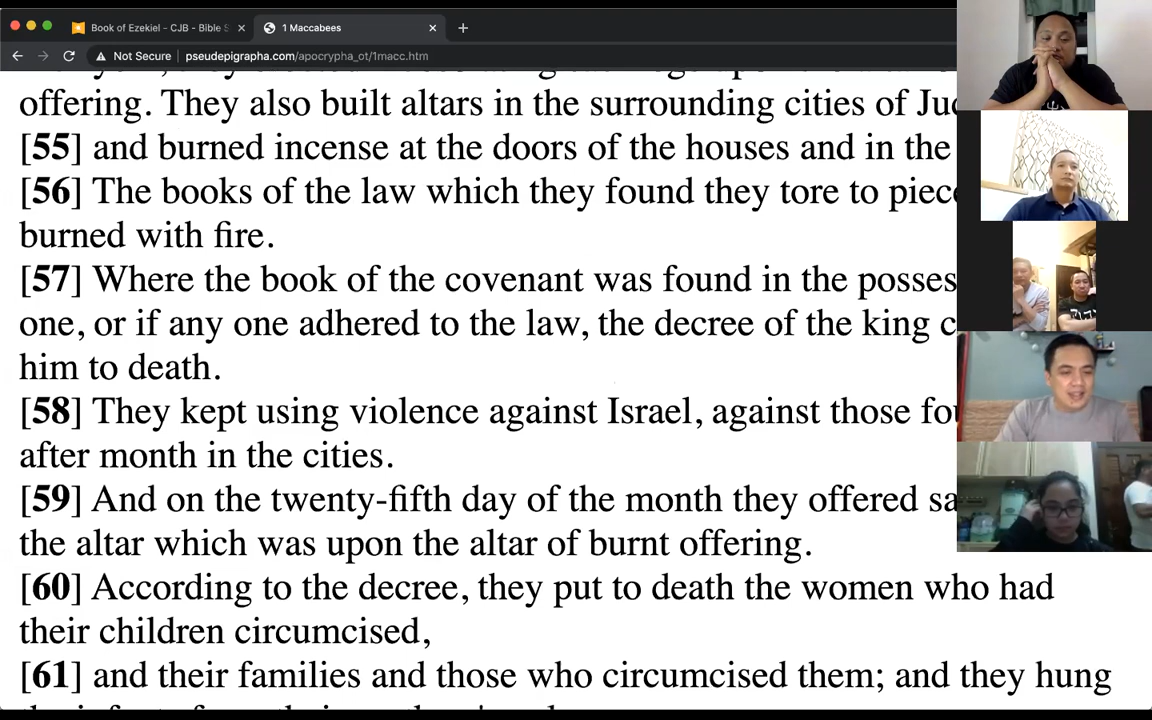 Book of Ezekiel – CJB - Bible
1 Maccabees
Not Secure | pseudepigrapha.com/apocrypha_ot/1macc.htm
offering. They also built altars in the surrounding cities of
[55] and burned incense at the doors of the houses and in the
[56] The books of the law which they found they tore to
burned with fire.
[57] Where the book of the covenant was found in the
one, or if any one adhered to the law, the decree of the king
him to death.
[58] They kept using violence against Israel, against those
after month in the cities.
[59] And on the twenty-fifth day of the month they offered
the altar which was upon the altar of burnt offering.
[60] According to the decree, they put to death the women who had
their children circumcised,
[61] and their families and those who circumcised them; and they hung